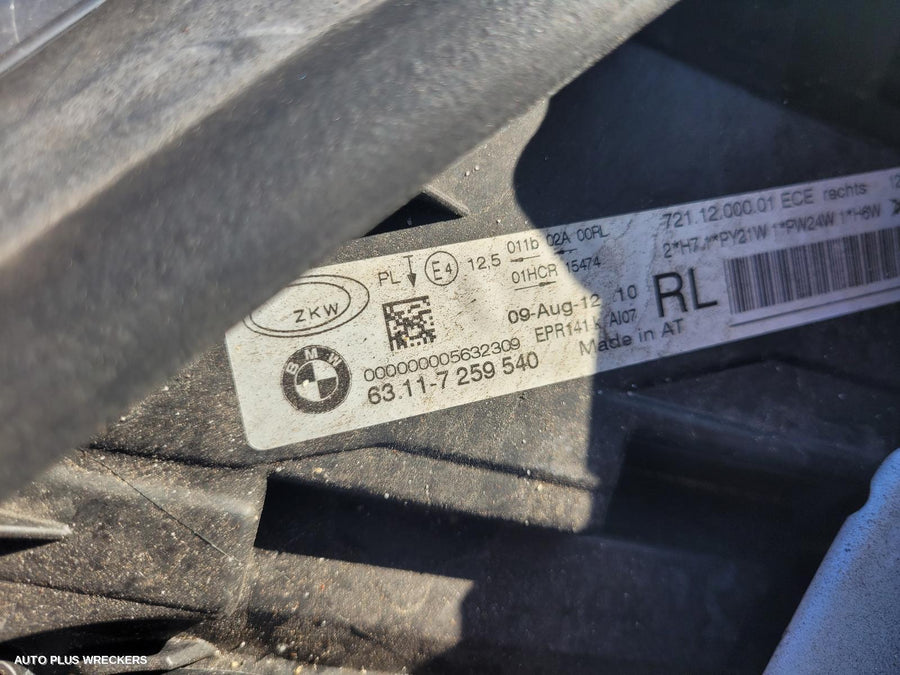 ZKW
PL
E4
12,5
011b 02A 00RL
01HCR 15474
721.12.000.01 ECE rechts
2*H7 1*PY21W 1*PW24W 1*H6W
09-Aug-12 10
RL
EPR141 K AI07
Made in AT
BMW
000000005632309
63.11-7 259 540
AUTO PLUS WRECKERS